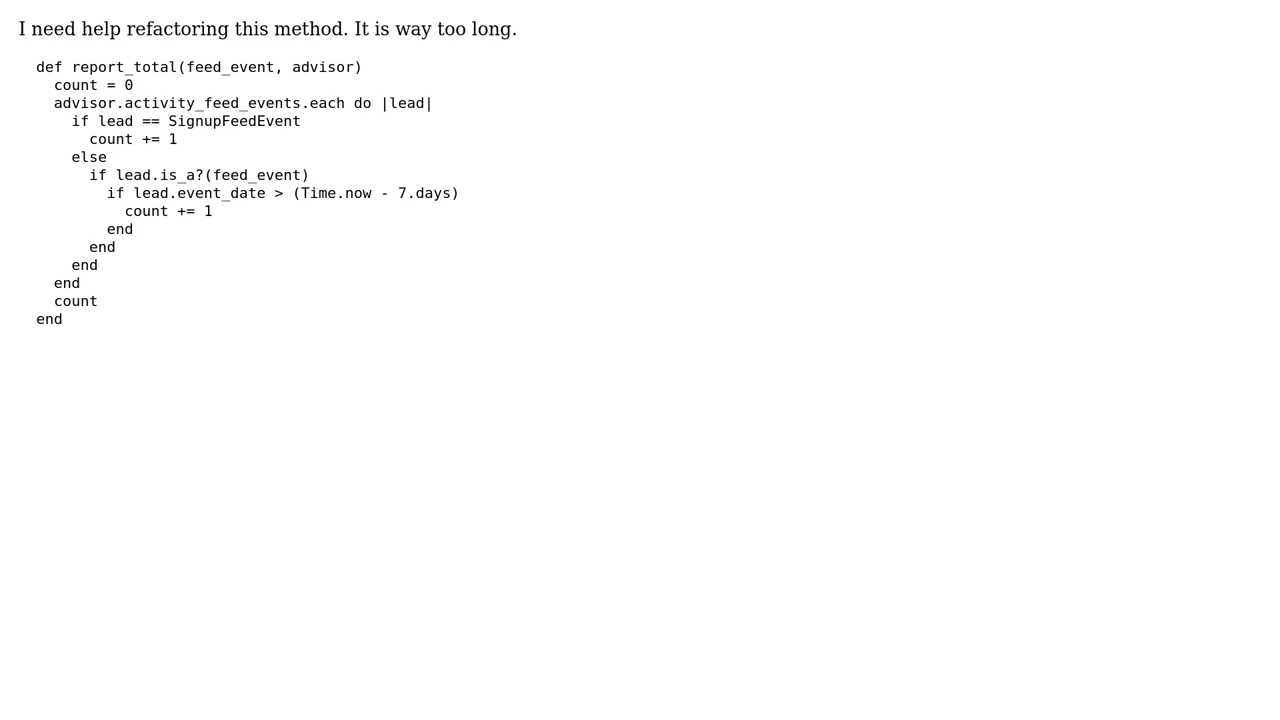 I need help refactoring this method. It is way too long.
def report_total(feed_event, advisor)
  count = 0
  advisor.activity_feed_events.each do |lead|
    if lead == SignupFeedEvent
      count += 1
    else
      if lead.is_a?(feed_event)
        if lead.event_date > (Time.now - 7.days)
          count += 1
        end
      end
    end
  end
  count
end